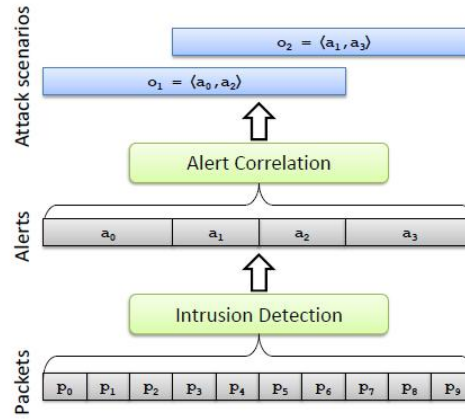 Attack scenarios
o₂ = ⟨a₁,a₃⟩
o₁ = ⟨a₀,a₂⟩
Alert Correlation
Alerts
a₀ a₁ a₂ a₃
Intrusion Detection
Packets
P₀ P₁ P₂ P₃ P₄ P₅ P₆ P₇ P₈ P₉